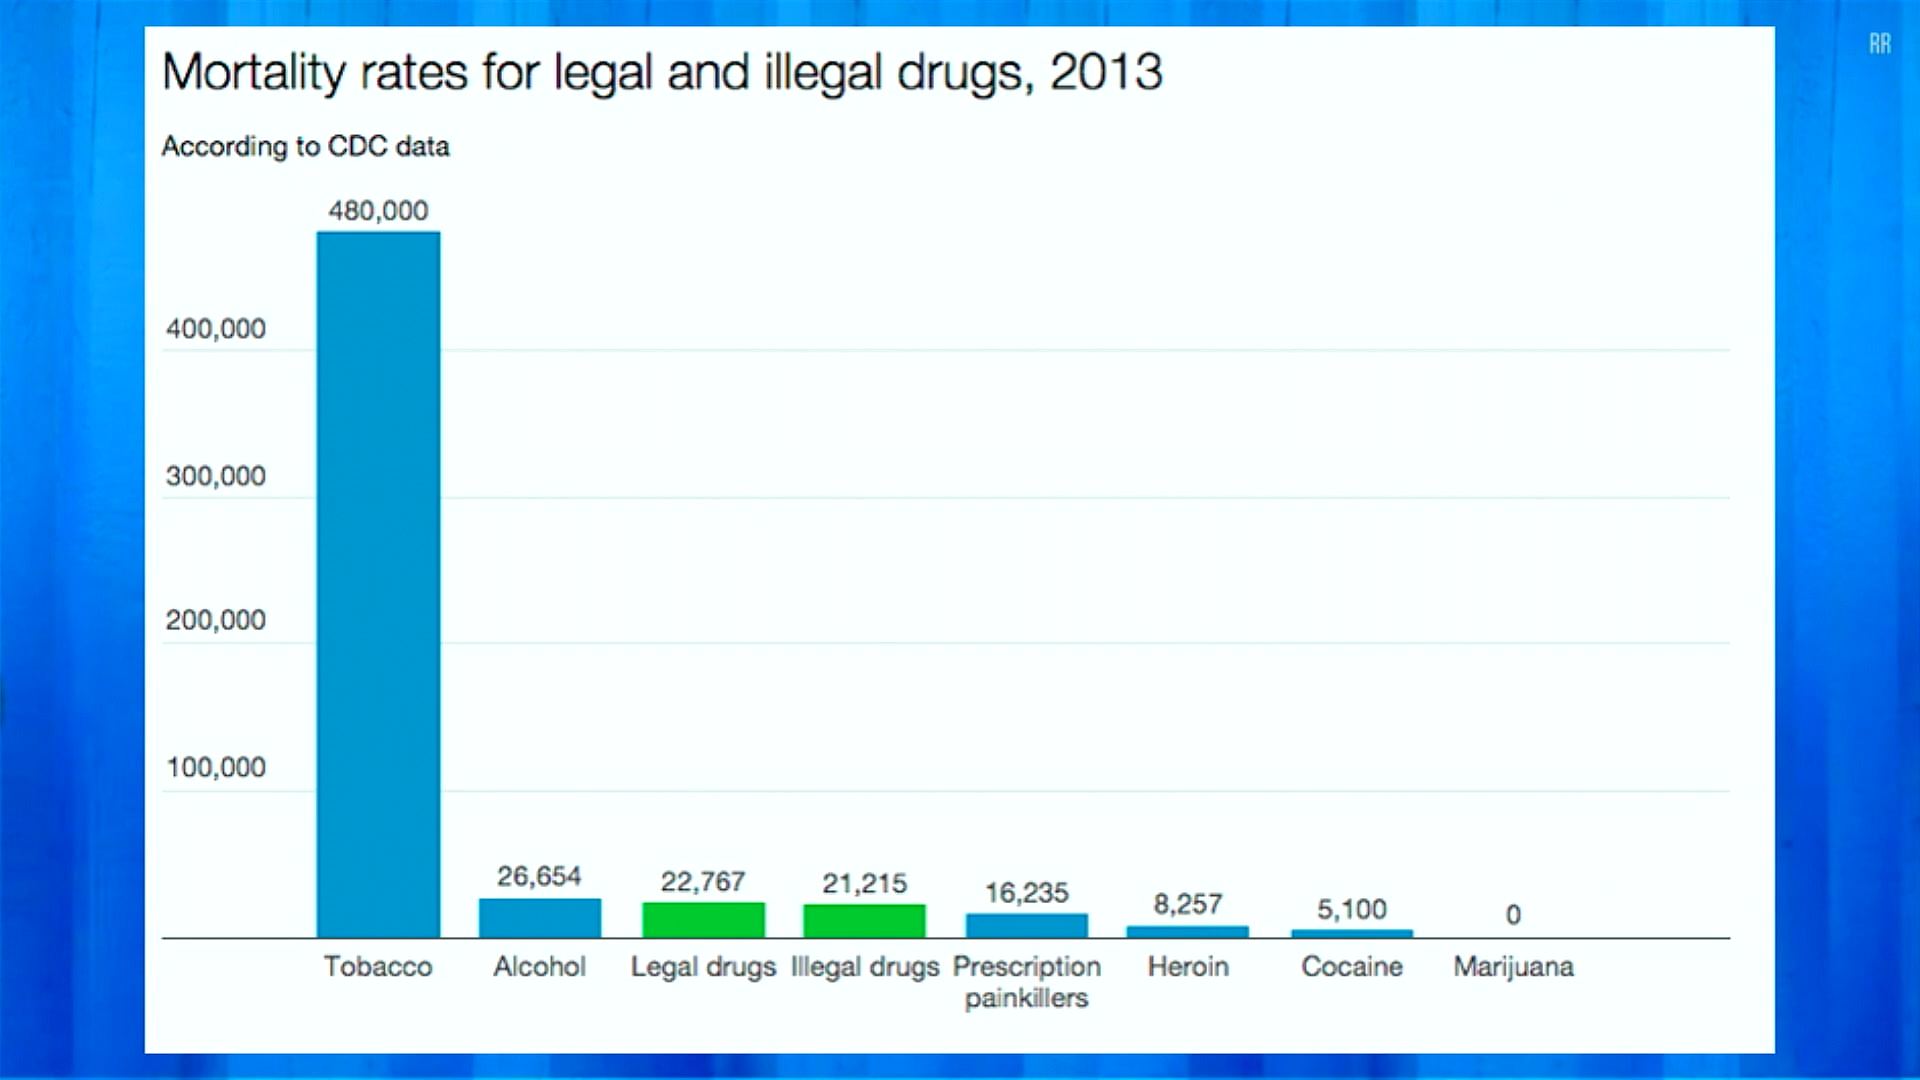 RR
Mortality rates for legal and illegal drugs, 2013
According to CDC data
480,000
400,000
300,000
200,000
100,000
26,654
22,767
21,215
16,235
8,257
5,100
0
Tobacco
Alcohol
Legal drugs
Illegal drugs
Prescription
painkillers
Heroin
Cocaine
Marijuana